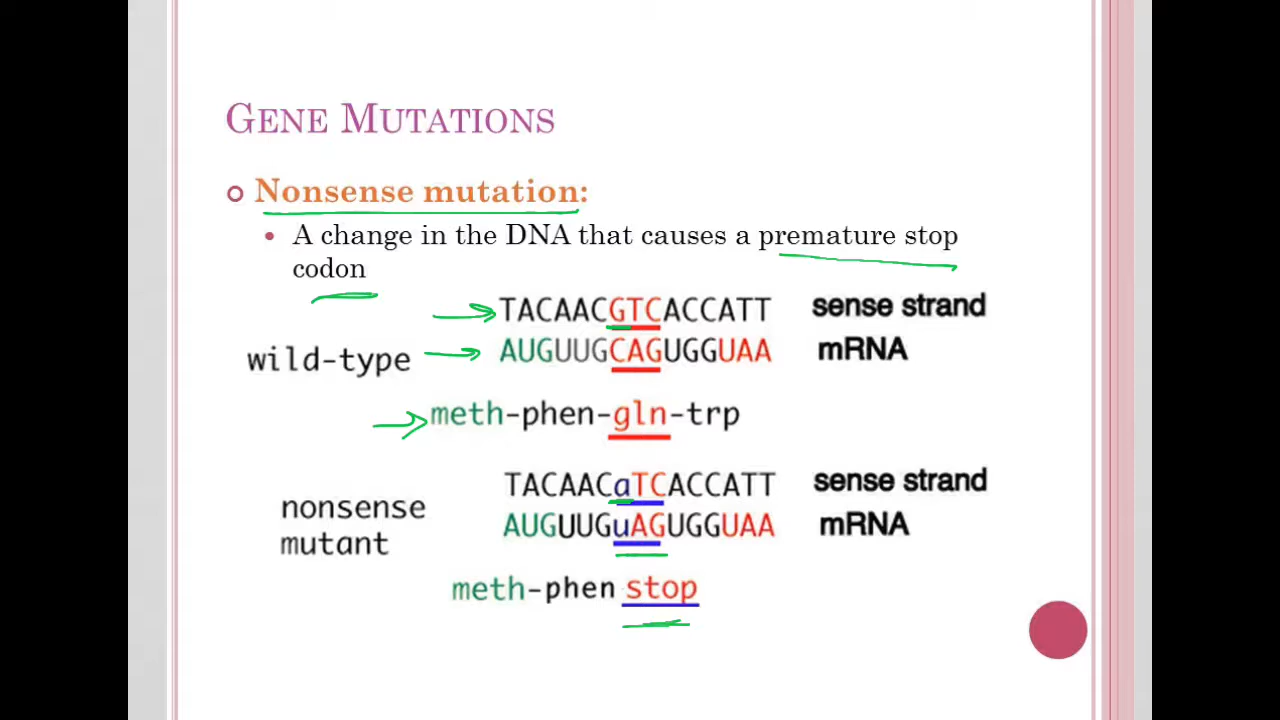 GENE MUTATIONS
Nonsense mutation:
A change in the DNA that causes a premature stop
codon
TACAACGTCACCATT sense strand
AUGUUGCAGUGGUAA mRNA
wild-type
meth-phen-gln-trp
TACAACaTCACCATT sense strand
nonsense
AUGUUGuAGUGGUAA mRNA
mutant
meth-phen stop